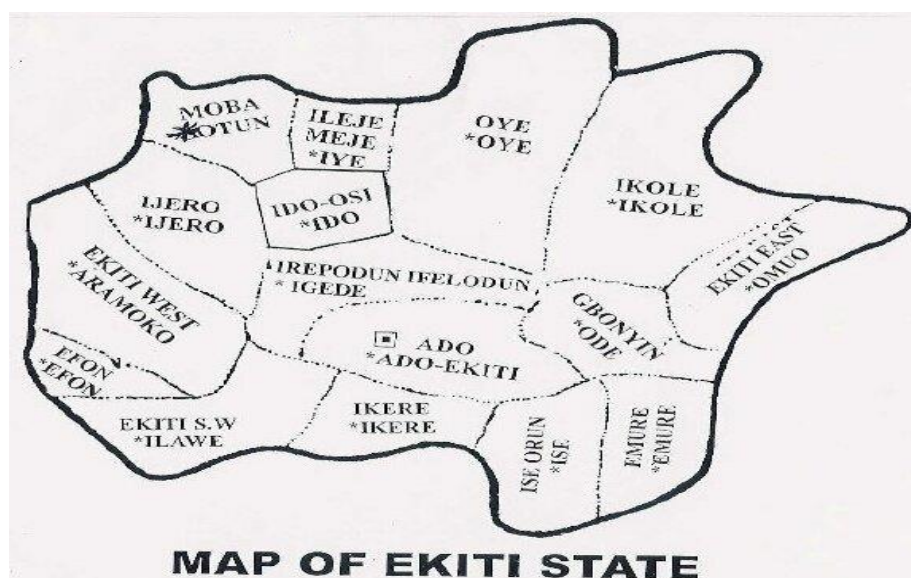 MOBA
*OTUN
ILEJE
MEJE
*IYE
OYE
*OYE
IKOLE
*IKOLE
IJERO
*IJERO
IDO-OSI
*IDO
EKITI EAST
*OMUO
EKITI WEST
*ARAMOKO
IREPODUN IFELODUN
* IGEDE
GBONYIN
*ODE
ADO
*ADO-EKITI
EFON
*EFON
EKITI S.W
*ILAWE
IKERE
*IKERE
ISE ORUN
*ISE
EMURE
*EMURE
MAP OF EKITI STATE